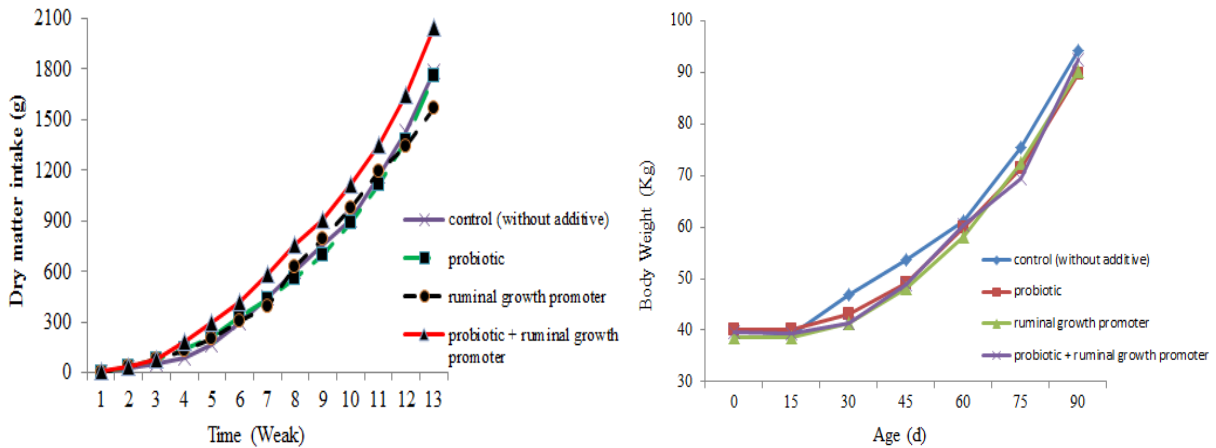 Dry matter intake (g)
2100
1800
1500
1200
900
600
300
0
1 2 3 4 5 6 7 8 9 10 11 12 13
Time (Weak)
control (without additive)
probiotic
ruminal growth promoter
probiotic + ruminal growth
promoter
Body Weight (Kg)
100
90
80
70
60
50
40
30
0 15 30 45 60 75 90
Age (d)
control (without additive)
probiotic
ruminal growth promoter
probiotic + ruminal growth promoter